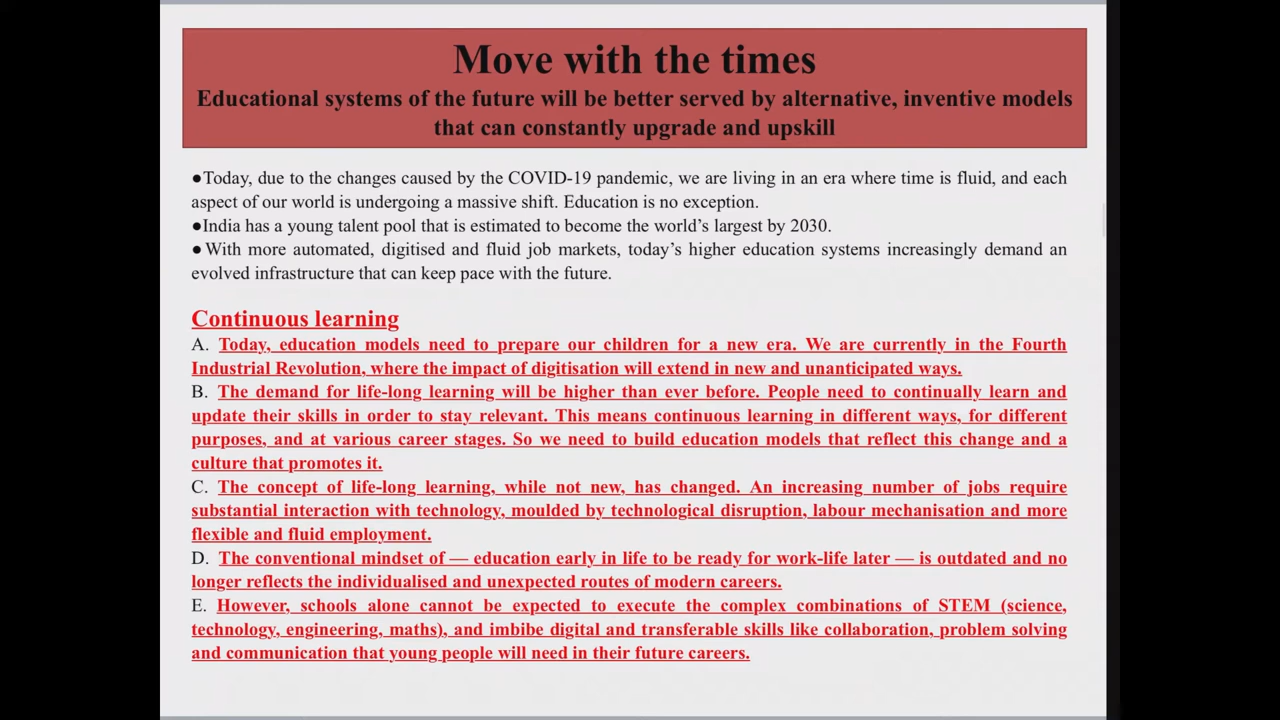 Move with the times
Educational systems of the future will be better served by alternative, inventive models
that can constantly upgrade and upskill
●Today, due to the changes caused by the COVID-19 pandemic, we are living in an era where time is fluid, and each
aspect of our world is undergoing a massive shift. Education is no exception.
●India has a young talent pool that is estimated to become the world’s largest by 2030.
●With more automated, digitised and fluid job markets, today’s higher education systems increasingly demand an
evolved infrastructure that can keep pace with the future.
Continuous learning
A. Today, education models need to prepare our children for a new era. We are currently in the Fourth
Industrial Revolution, where the impact of digitisation will extend in new and unanticipated ways.
B. The demand for life-long learning will be higher than ever before. People need to continually learn and
update their skills in order to stay relevant. This means continuous learning in different ways, for different
purposes, and at various career stages. So we need to build education models that reflect this change and a
culture that promotes it.
C. The concept of life-long learning, while not new, has changed. An increasing number of jobs require
substantial interaction with technology, moulded by technological disruption, labour mechanisation and more
flexible and fluid employment.
D. The conventional mindset of — education early in life to be ready for work-life later — is outdated and no
longer reflects the individualised and unexpected routes of modern careers.
E. However, schools alone cannot be expected to execute the complex combinations of STEM (science,
technology, engineering, maths), and imbibe digital and transferable skills like collaboration, problem solving
and communication that young people will need in their future careers.